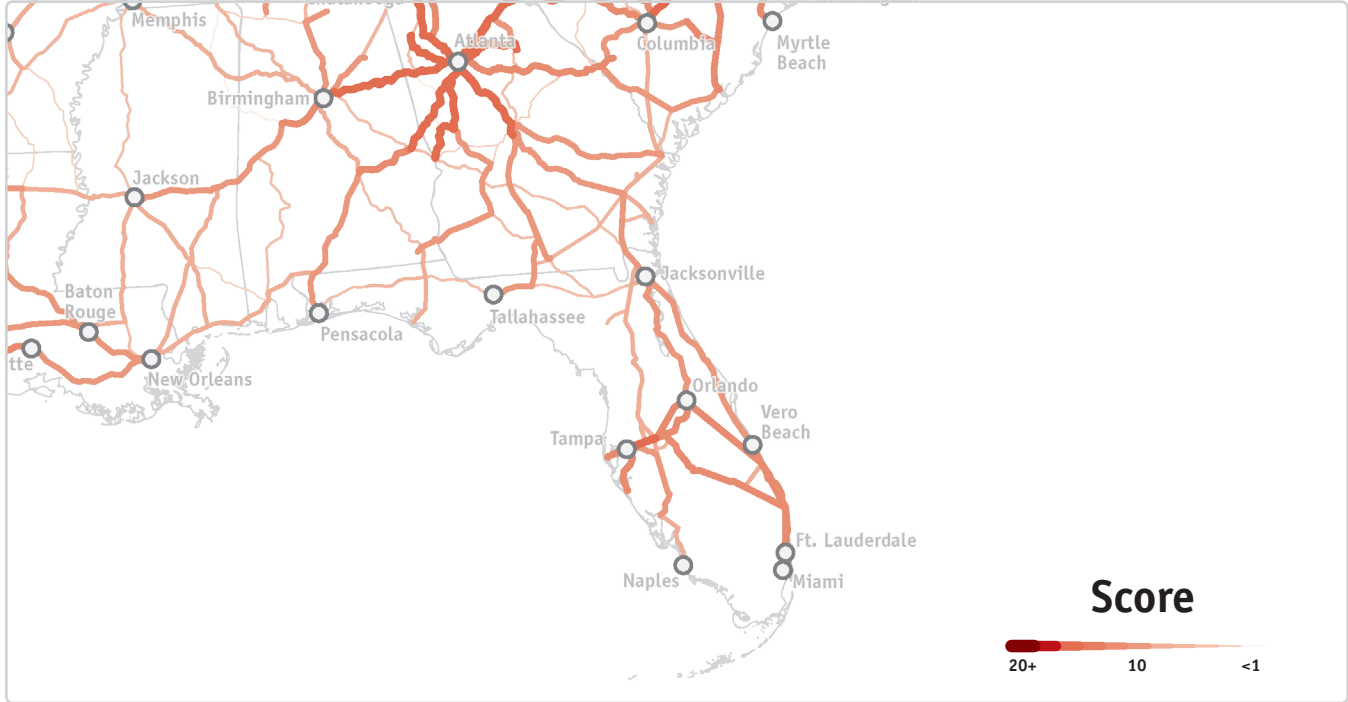 Memphis
Atlanta
Columbia
Myrtle
Beach
Birmingham
Jackson
Jacksonville
Baton
Rouge
Tallahassee
Pensacola
tte
New Orleans
Orlando
Vero
Beach
Tampa
Ft. Lauderdale
Naples
Miami
Score
20+
10
<1